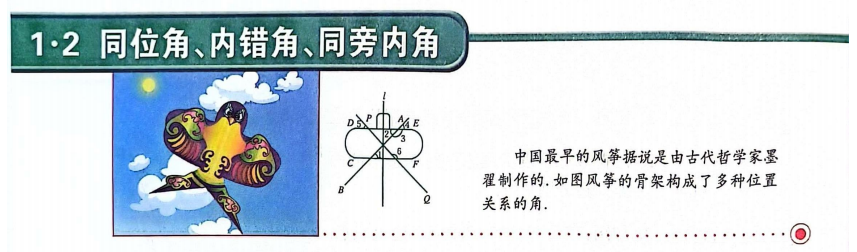 1·2 同位角、内错角、同旁内角
l
D 5 P A 4 E
2 3
C 1 6 F
B
Q
中国最早的风筝据说是由古代哲学家墨
翟制作的.如图风筝的骨架构成了多种位置
关系的角.